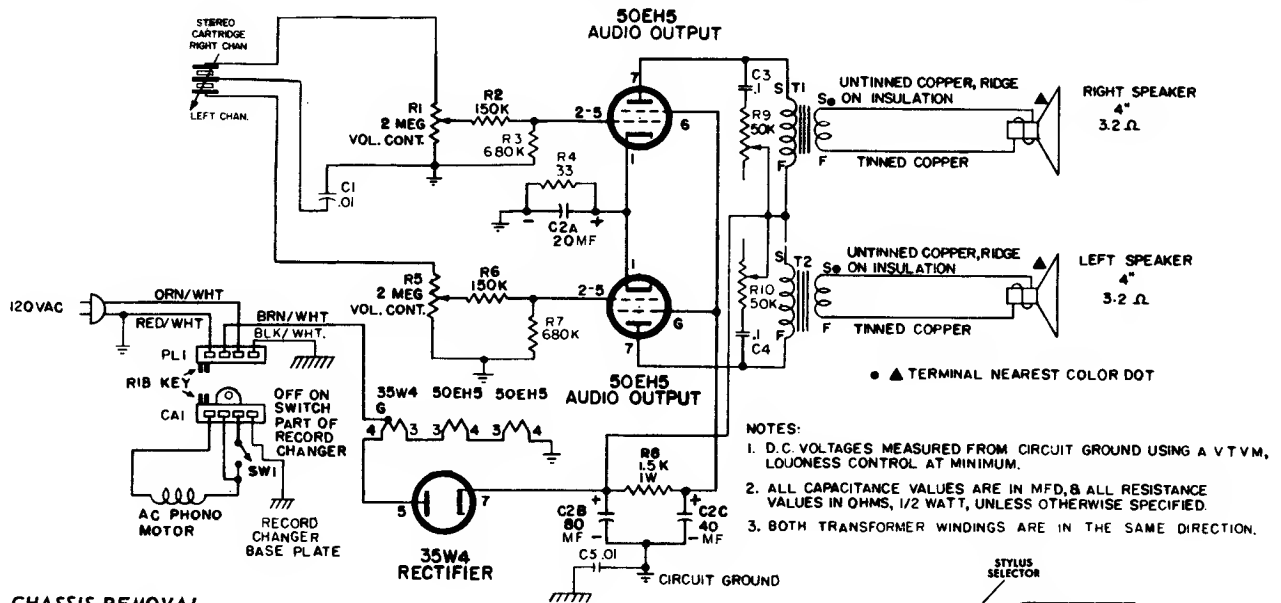 50EH5
AUDIO OUTPUT
STEREO
CARTRIDGE
RIGHT CHAN
LEFT CHAN.
R1
2 MEG
VOL. CONT.
R2
150K
R3
680K
C1
.01
R4
33
C2A
20MF
-
+
2-5
7
6
1
C3
.1
R9
50K
S T1
F
S
F
UNTINNED COPPER, RIDGE
ON INSULATION
TINNED COPPER
RIGHT SPEAKER
4"
3.2 Ω
R5
2 MEG
VOL. CONT.
R6
150K
R7
680K
2-5
1
G
7
50EH5
AUDIO OUTPUT
R10
50K
.1
C4
S T2
F
S
F
UNTINNED COPPER, RIDGE
ON INSULATION
TINNED COPPER
LEFT SPEAKER
4"
3.2 Ω
● ▲ TERMINAL NEAREST COLOR DOT
120VAC
ORN/WHT
RED/WHT
BRN/WHT
BLK/WHT.
PL1
RIB KEY
CA1
OFF ON
SWITCH
PART OF
RECORD
CHANGER
SW1
AC PHONO
MOTOR
RECORD
CHANGER
BASE PLATE
35W4 50EH5 50EH5
G
4 3 3 4 3 4
5
7
35W4
RECTIFIER
R8
1.5K
1W
+
C2B
80
MF
-
+
C2C
40
MF
-
C5 .01
CIRCUIT GROUND
NOTES:
1. D.C. VOLTAGES MEASURED FROM CIRCUIT GROUND USING A VTVM,
LOUDNESS CONTROL AT MINIMUM.
2. ALL CAPACITANCE VALUES ARE IN MFD, & ALL RESISTANCE
VALUES IN OHMS, 1/2 WATT, UNLESS OTHERWISE SPECIFIED.
3. BOTH TRANSFORMER WINDINGS ARE IN THE SAME DIRECTION.
STYLUS
SELECTOR
CHASSIS REMOVAL